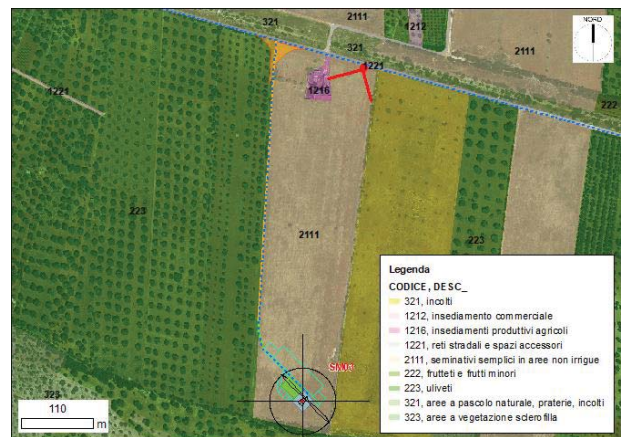 321
2111
1212
NORD
321
2111
1221
1221
1216
222
223
2111
223
SM07
323
110
m
Legenda
CODICE, DESC_
321, incolti
1212, insediamento commerciale
1216, insediamenti produttivi agricoli
1221, reti stradali e spazi accessori
2111, seminativi semplici in aree non irrigue
222, frutteti e frutti minori
223, uliveti
321, aree a pascolo naturale, praterie, incolti
323, aree a vegetazione sclerofilla